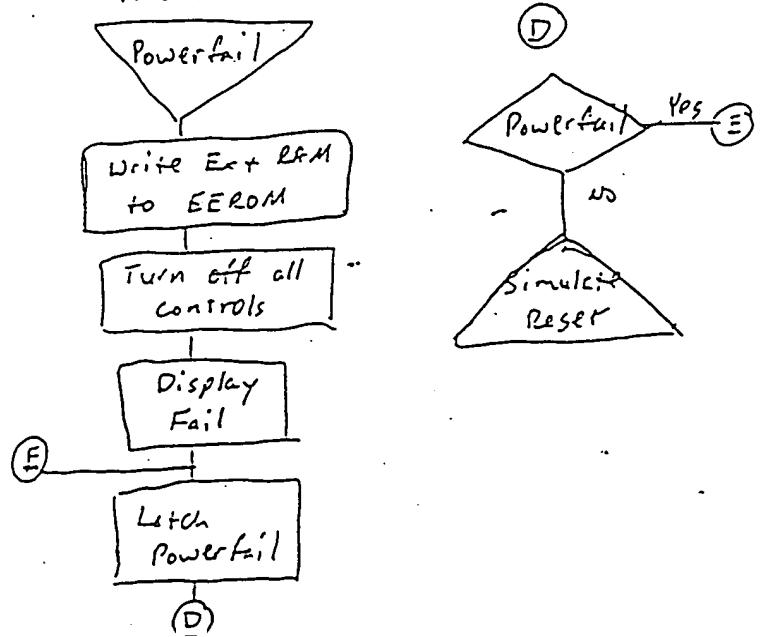 Powerfail
Write Ext RAM
to EEROM
Turn off all
controls
Display
Fail
E
Latch
Powerfail
D
D
Powerfail
Yes
E
No
Simulate
Reset